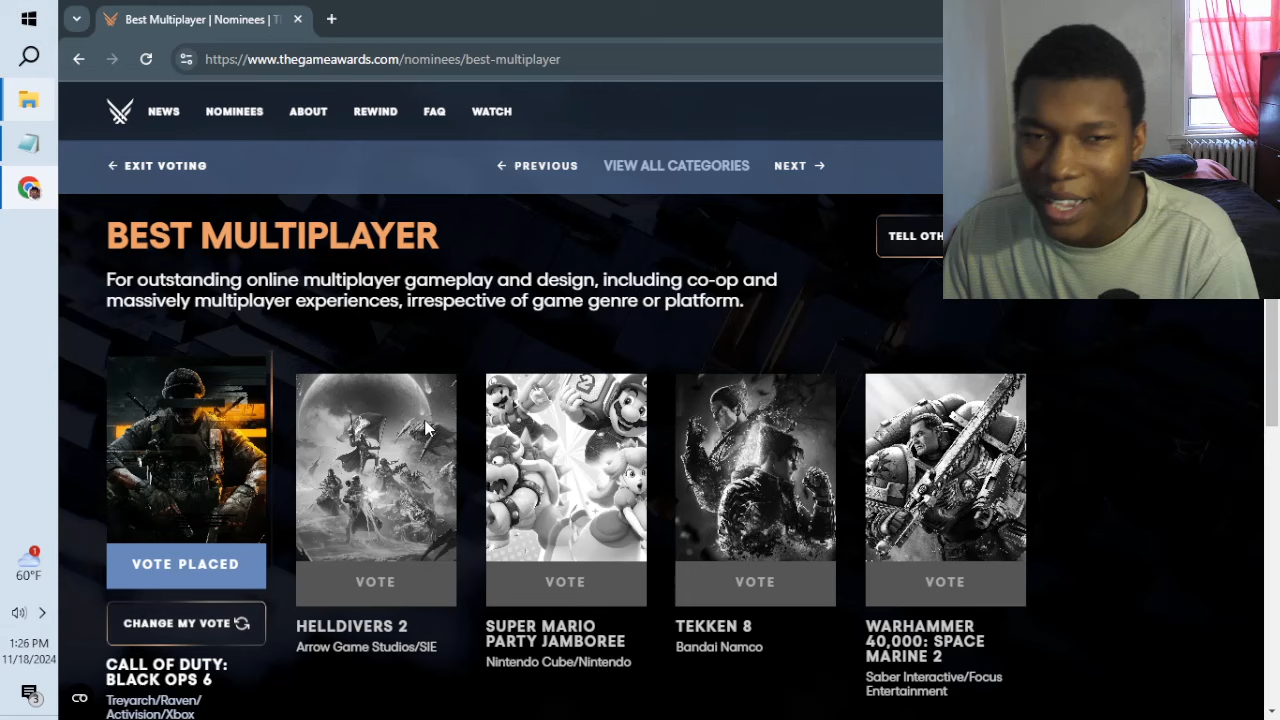 Best Multiplayer | Nominees | T
https://www.thegameawards.com/nominees/best-multiplayer
NEWS NOMINEES ABOUT REWIND FAQ WATCH
← EXIT VOTING ← PREVIOUS VIEW ALL CATEGORIES NEXT →
BEST MULTIPLAYER
TELL OTH
For outstanding online multiplayer gameplay and design, including co-op and
massively multiplayer experiences, irrespective of game genre or platform.
VOTE PLACED
CHANGE MY VOTE
CALL OF DUTY:
BLACK OPS 6
Treyarch/Raven/
Activision/Xbox
VOTE
HELLDIVERS 2
Arrow Game Studios/SIE
VOTE
SUPER MARIO
PARTY JAMBOREE
Nintendo Cube/Nintendo
VOTE
TEKKEN 8
Bandai Namco
VOTE
WARHAMMER
40,000: SPACE
MARINE 2
Saber Interactive/Focus
Entertainment
1
60°F
1:26 PM
11/18/2024
3